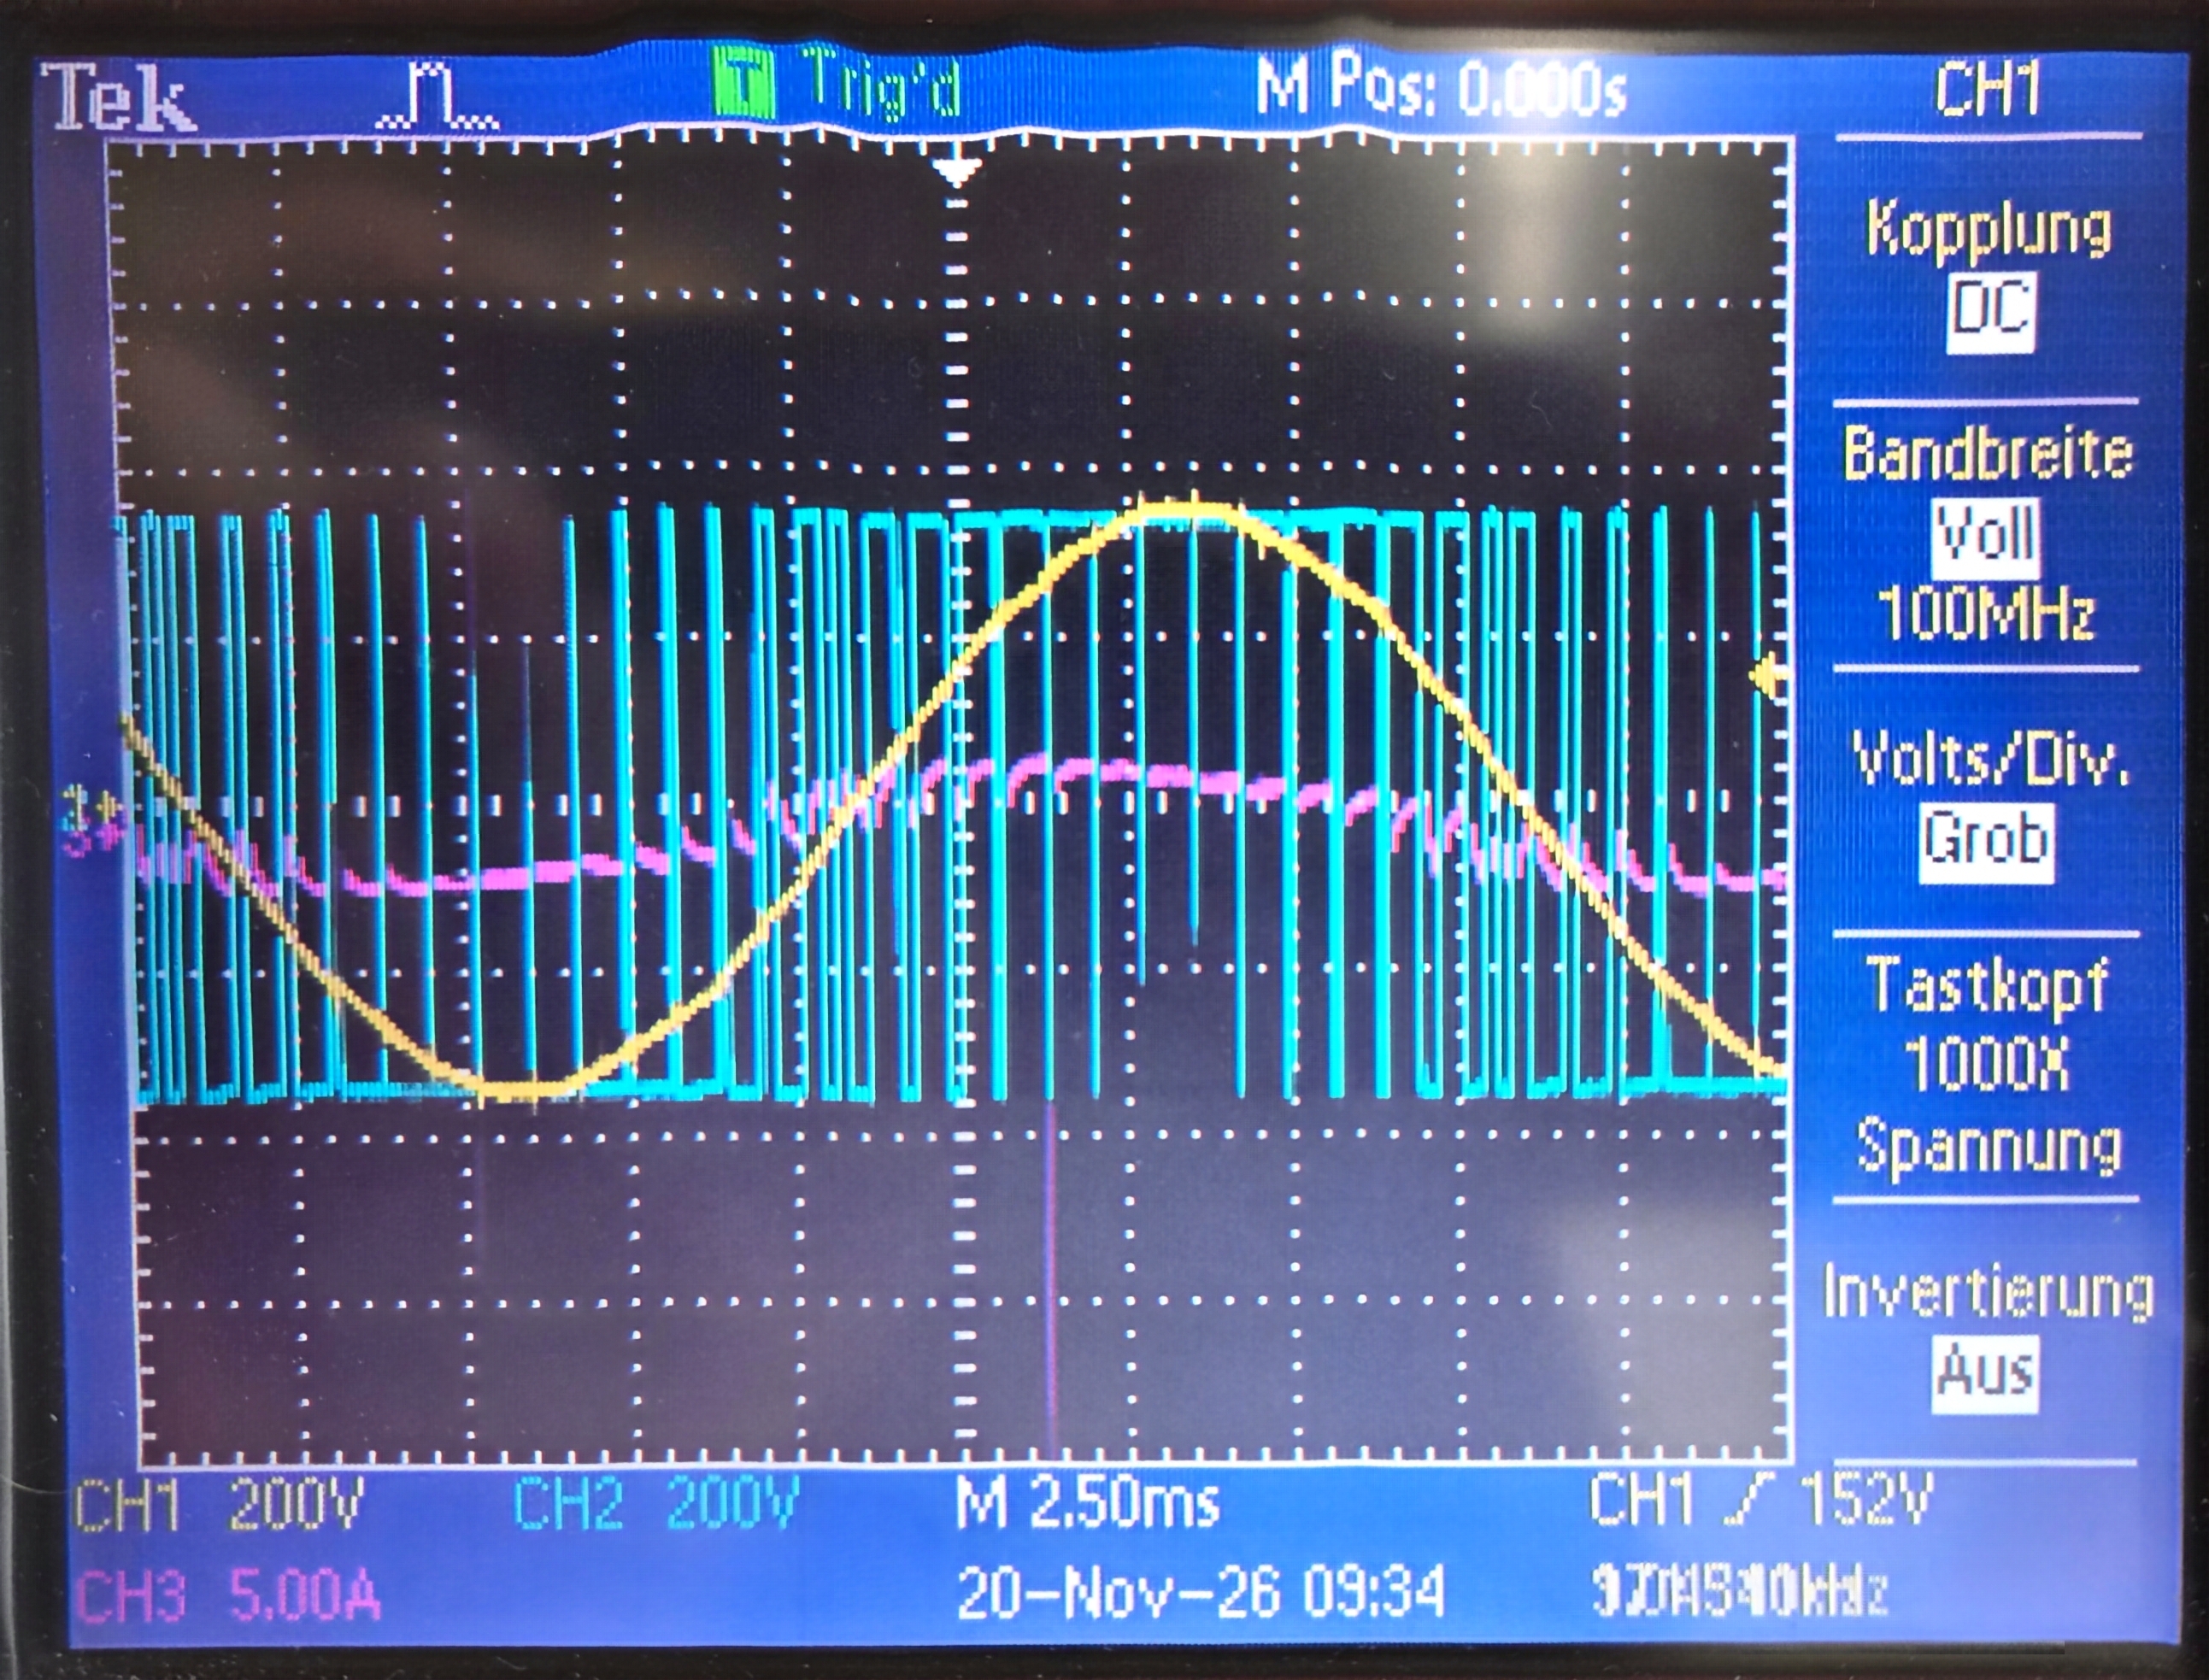 Tek T Trig'd M Pos: 0.000s CH1
Kopplung
DC
Bandbreite
Voll
100MHz
Volts/Div.
Grob
Tastkopf
1000X
Spannung
Invertierung
Aus
CH1 200V CH2 200V M 2.50ms CH1 152V
CH3 5.00A 20-Nov-26 09:34